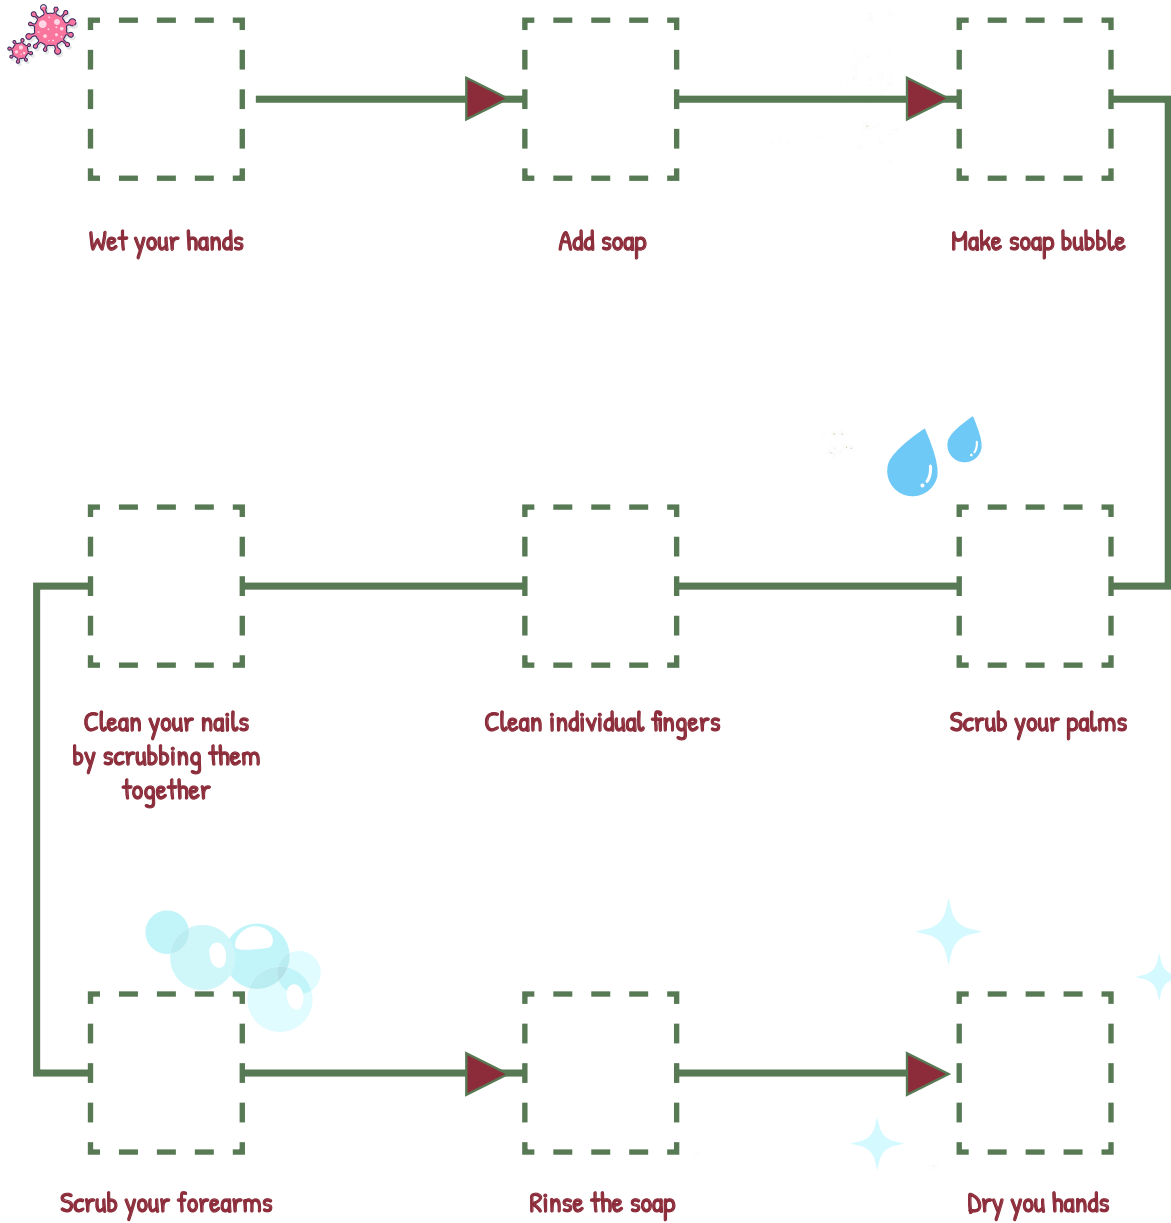 Wet your hands
Add soap
Make soap bubble
Clean your nails
by scrubbing them
together
Clean individual fingers
Scrub your palms
Scrub your forearms
Rinse the soap
Dry you hands